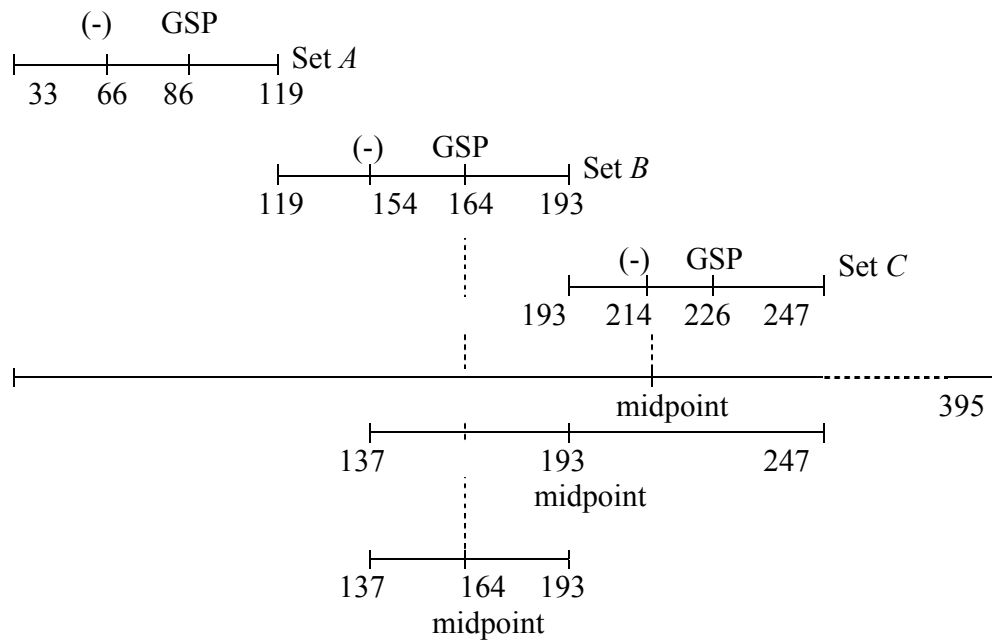 (-) GSP
Set A
33 66 86 119
(-) GSP
Set B
119 154 164 193
(-) GSP
Set C
193 214 226 247
midpoint 395
137 193 247
midpoint
137 164 193
midpoint